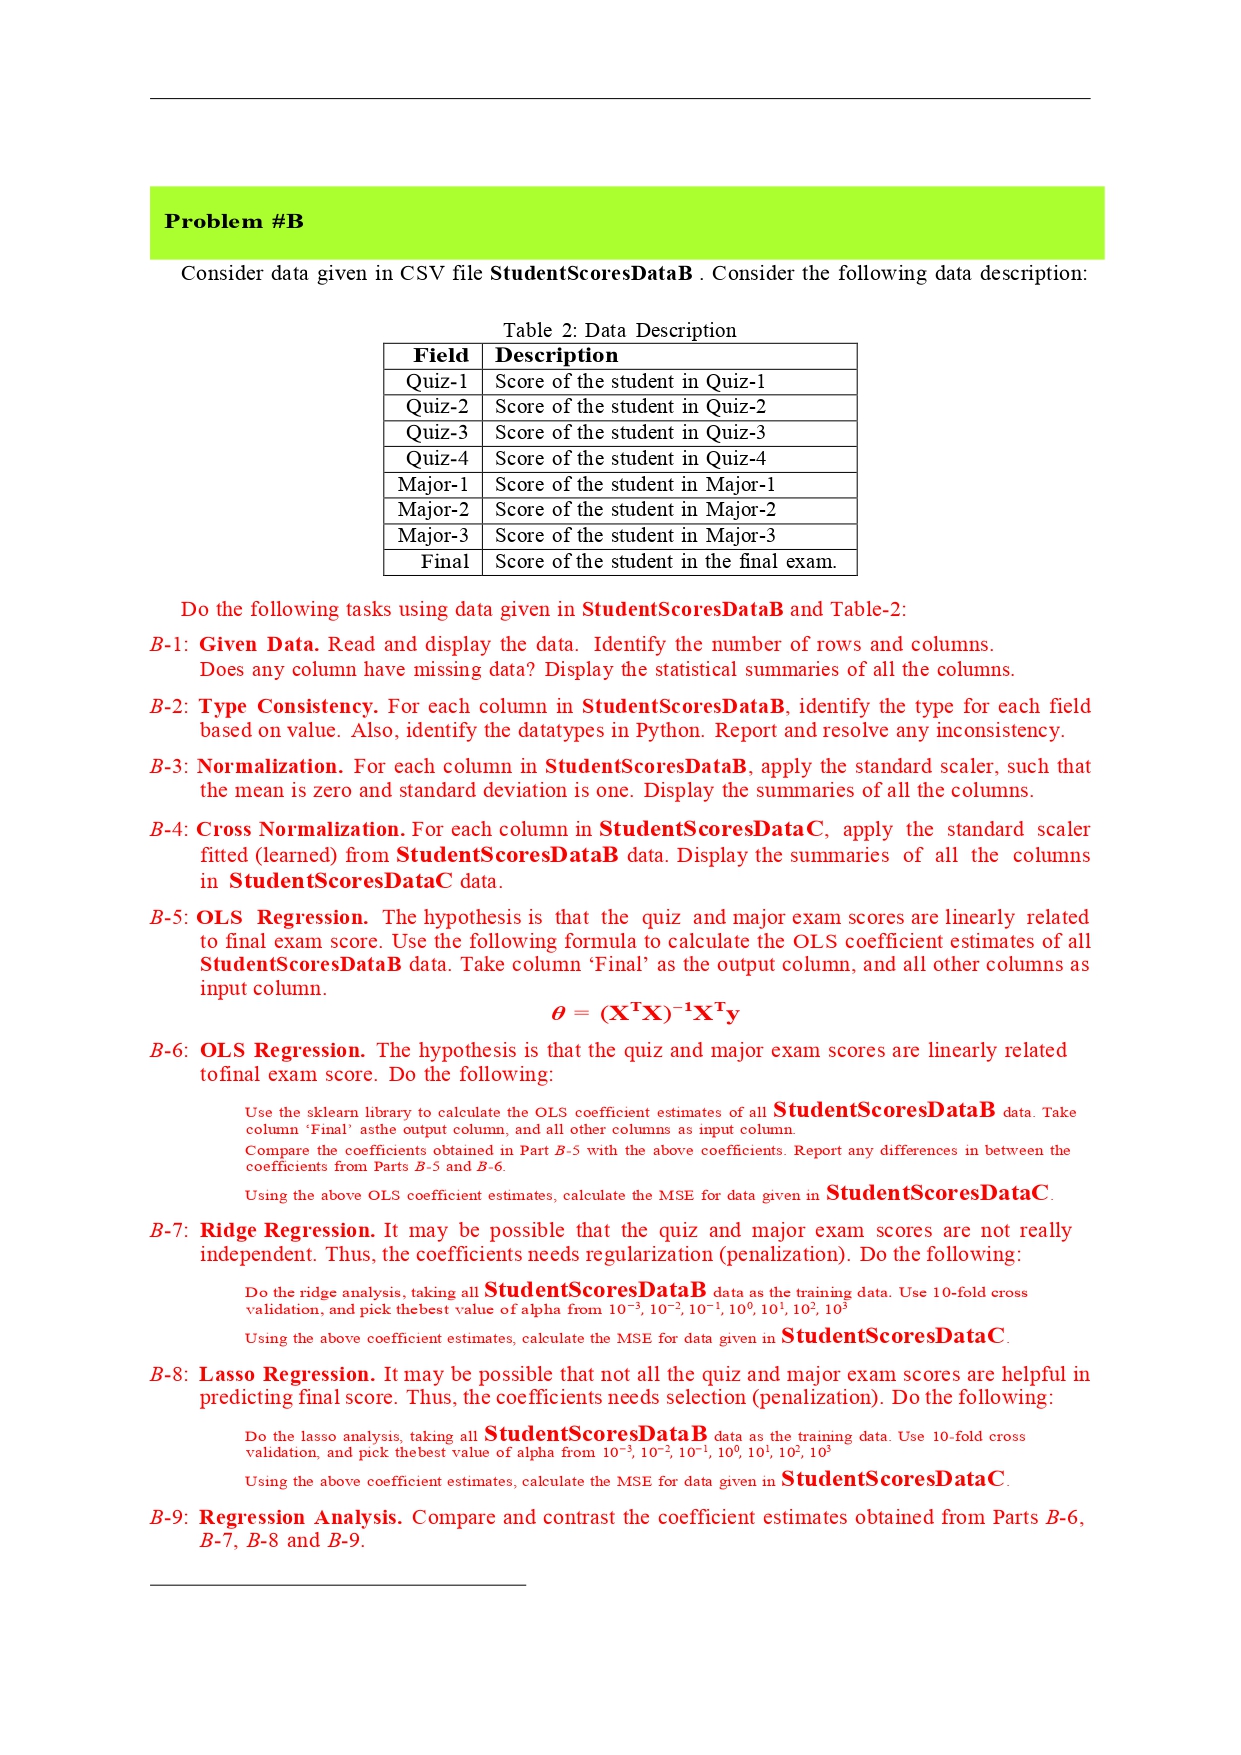 Problem #B
Consider data given in CSV file StudentScoresDataB . Consider the following data description:
Table 2: Data Description
Field Description
Quiz-1 Score of the student in Quiz-1
Quiz-2 Score of the student in Quiz-2
Quiz-3 Score of the student in Quiz-3
Quiz-4 Score of the student in Quiz-4
Major-1 Score of the student in Major-1
Major-2 Score of the student in Major-2
Major-3 Score of the student in Major-3
Final Score of the student in the final exam.
Do the following tasks using data given in StudentScoresDataB and Table-2:
B-1: Given Data. Read and display the data. Identify the number of rows and columns.
Does any column have missing data? Display the statistical summaries of all the columns.
B-2: Type Consistency. For each column in StudentScoresDataB, identify the type for each field
based on value. Also, identify the datatypes in Python. Report and resolve any inconsistency.
B-3: Normalization. For each column in StudentScoresDataB, apply the standard scaler, such that
the mean is zero and standard deviation is one. Display the summaries of all the columns.
B-4: Cross Normalization. For each column in StudentScoresDataC, apply the standard scaler
fitted (learned) from StudentScoresDataB data. Display the summaries of all the columns
in StudentScoresDataC data.
B-5: OLS Regression. The hypothesis is that the quiz and major exam scores are linearly related
to final exam score. Use the following formula to calculate the OLS coefficient estimates of all
StudentScoresDataB data. Take column ‘Final’ as the output column, and all other columns as
input column.
θ = (XᵀX)⁻¹Xᵀy
B-6: OLS Regression. The hypothesis is that the quiz and major exam scores are linearly related
tofinal exam score. Do the following:
Use the sklearn library to calculate the OLS coefficient estimates of all StudentScoresDataB data. Take
column ‘Final’ asthe output column, and all other columns as input column.
Compare the coefficients obtained in Part B-5 with the above coefficients. Report any differences in between the
coefficients from Parts B-5 and B-6.
Using the above OLS coefficient estimates, calculate the MSE for data given in StudentScoresDataC.
B-7: Ridge Regression. It may be possible that the quiz and major exam scores are not really
independent. Thus, the coefficients needs regularization (penalization). Do the following:
Do the ridge analysis, taking all StudentScoresDataB data as the training data. Use 10-fold cross
validation, and pick thebest value of alpha from 10⁻³, 10⁻², 10⁻¹, 10⁰, 10¹, 10², 10³
Using the above coefficient estimates, calculate the MSE for data given in StudentScoresDataC.
B-8: Lasso Regression. It may be possible that not all the quiz and major exam scores are helpful in
predicting final score. Thus, the coefficients needs selection (penalization). Do the following:
Do the lasso analysis, taking all StudentScoresDataB data as the training data. Use 10-fold cross
validation, and pick thebest value of alpha from 10⁻³, 10⁻², 10⁻¹, 10⁰, 10¹, 10², 10³
Using the above coefficient estimates, calculate the MSE for data given in StudentScoresDataC.
B-9: Regression Analysis. Compare and contrast the coefficient estimates obtained from Parts B-6,
B-7, B-8 and B-9.